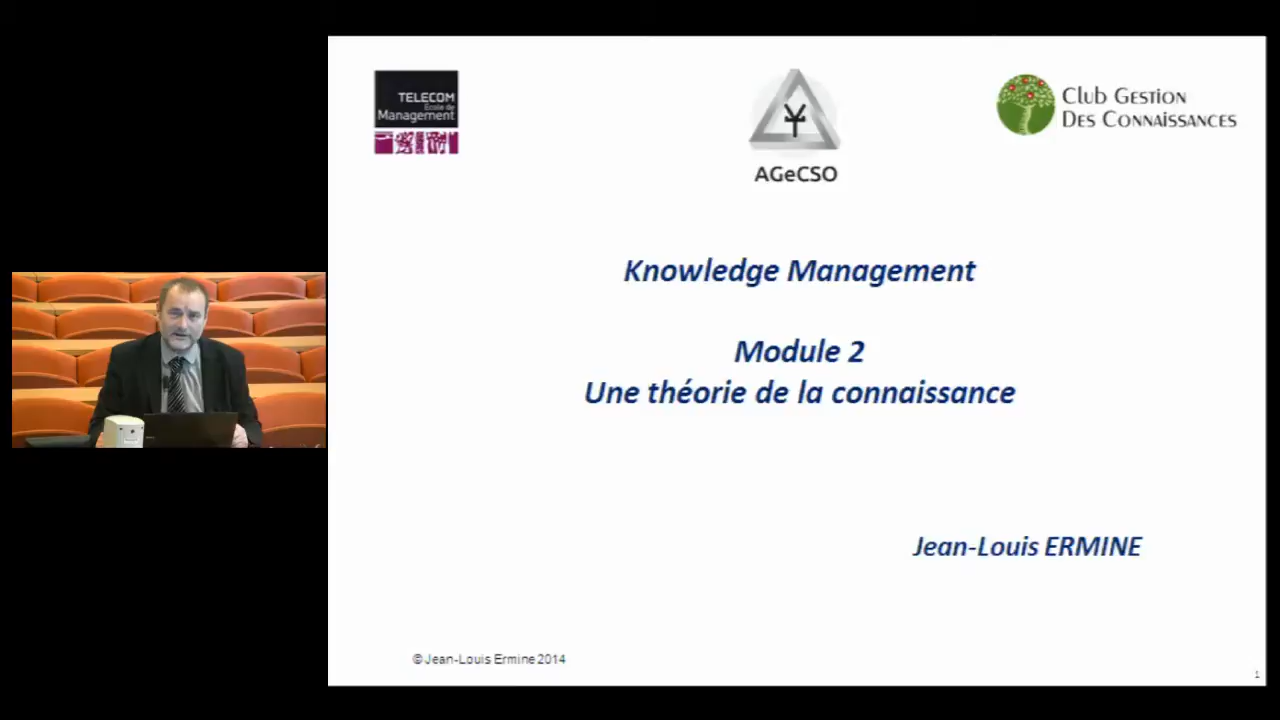 TELECOM
Ecole de
Management
AGeCSO
Club Gestion
Des Connaissances
Knowledge Management
Module 2
Une théorie de la connaissance
Jean-Louis ERMINE
© Jean-Louis Ermine 2014
1